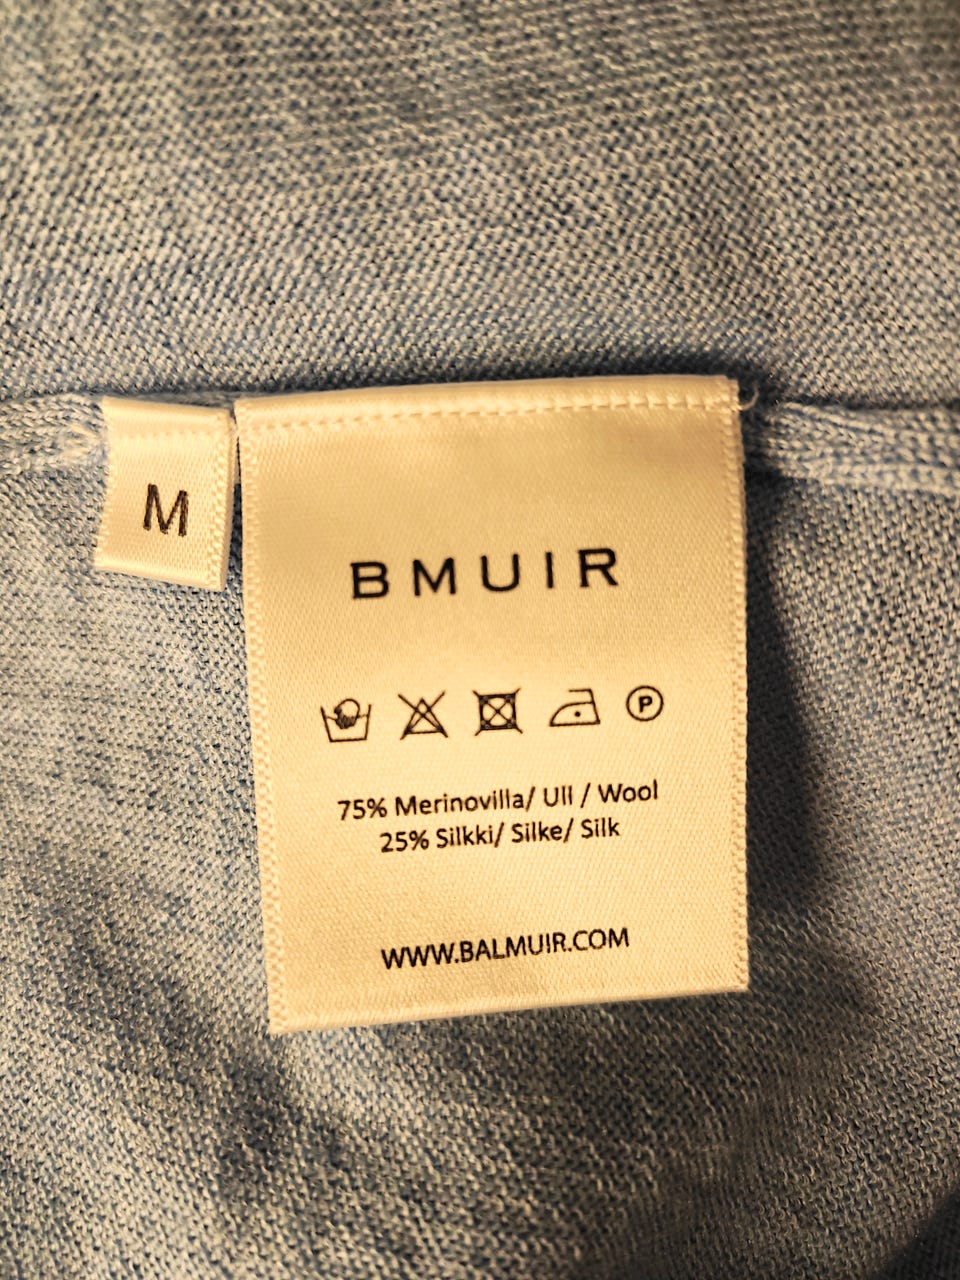 M
BMUIR
P
75% Merinovilla/ Ull / Wool
25% Silkki/ Silke/ Silk
WWW.BALMUIR.COM